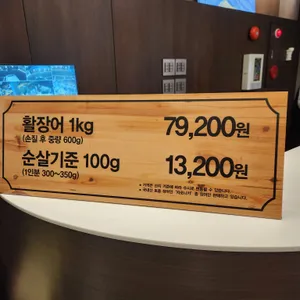 활장어 1kg 79,200원
(손질 후 중량 600g)
순살기준 100g 13,200원
(1인분 300~350g)